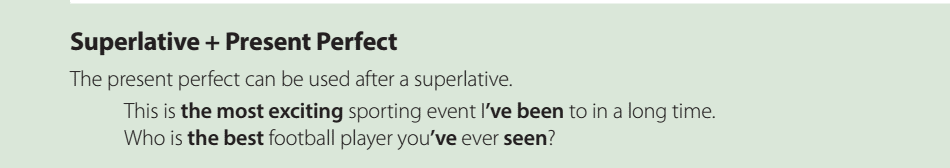 Superlative + Present Perfect
The present perfect can be used after a superlative.
This is the most exciting sporting event I've been to in a long time.
Who is the best football player you've ever seen?